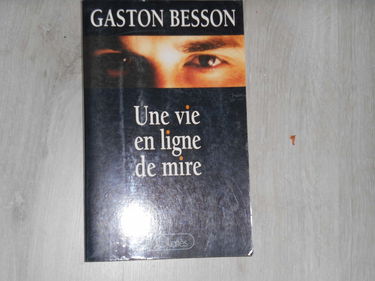 GASTON BESSON
Une vie
en ligne
de mire